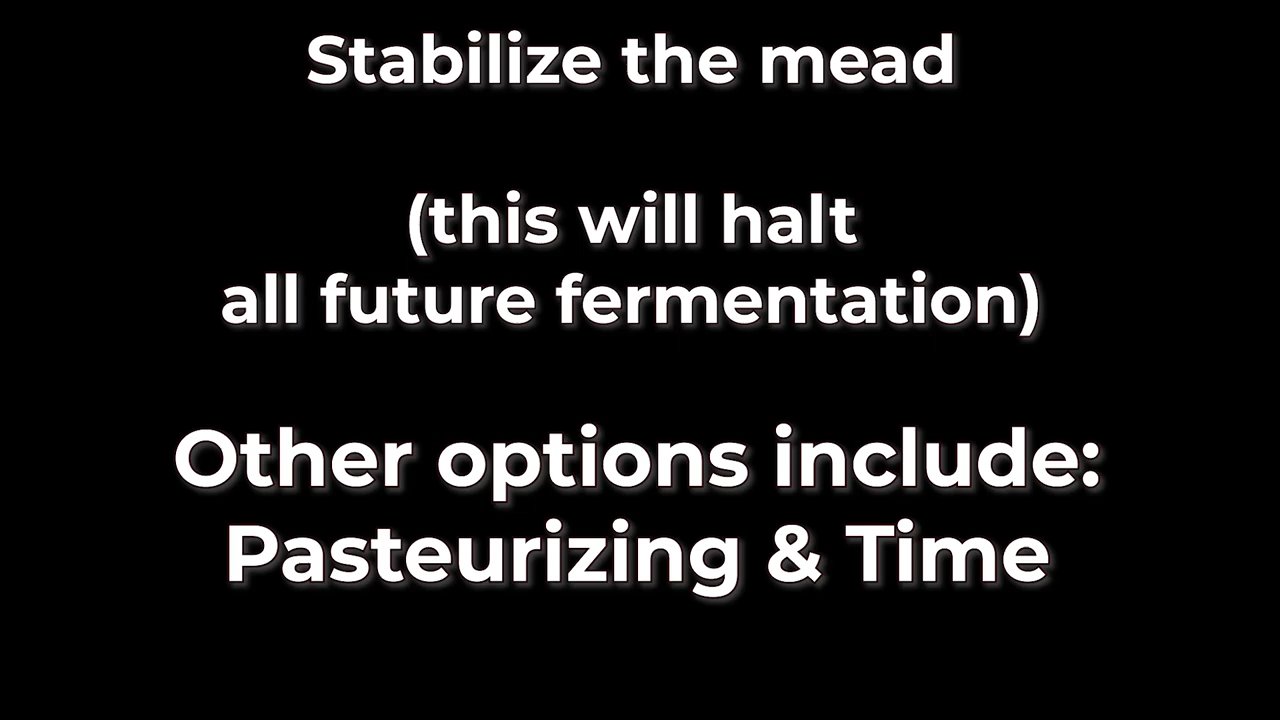 Stabilize the mead
(this will halt
all future fermentation)
Other options include:
Pasteurizing & Time